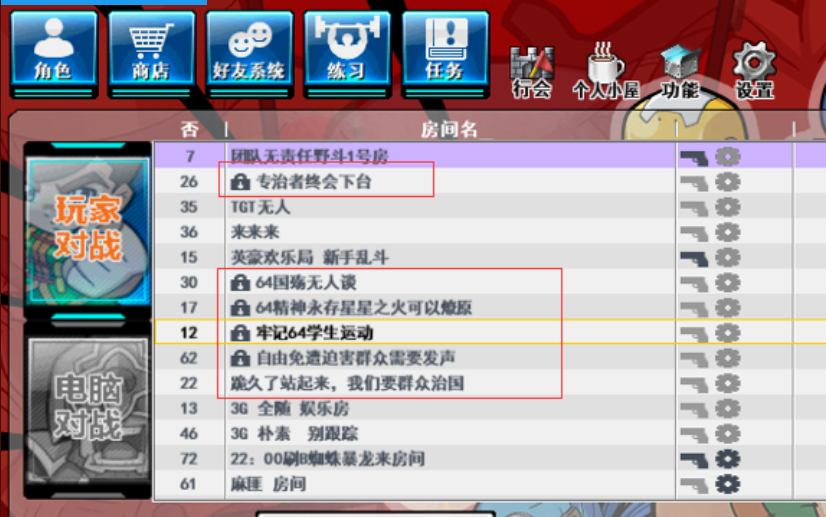 角色 商店 好友系统 练习 任务 行会 个人小屋 功能 设置
否 房间名
7 团队无责任野斗1号房
26 专治者终会下台
35 TGT无人
36 来来来
15 英豪欢乐局 新手乱斗
30 64国殇无人谈
17 64精神永存星星之火可以燎原
12 牢记64学生运动
62 自由免遭迫害群众需要发声
22 跪久了站起来，我们要群众治国
13 3G 全随 娱乐房
46 3G 朴素 别跟踪
72 22：00刷B蜘蛛暴龙来房间
61 麻匪 房间
玩家
对战
电脑
对战